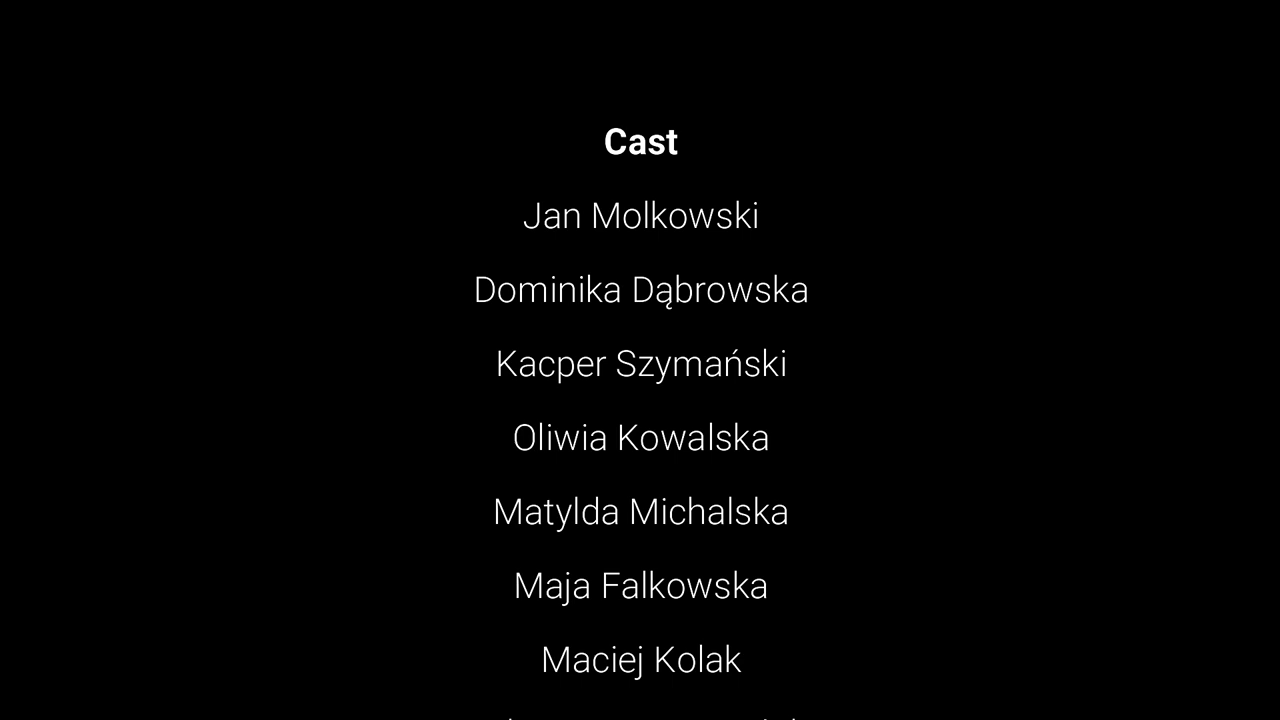 Cast
Jan Molkowski
Dominika Dąbrowska
Kacper Szymański
Oliwia Kowalska
Matylda Michalska
Maja Falkowska
Maciej Kolak